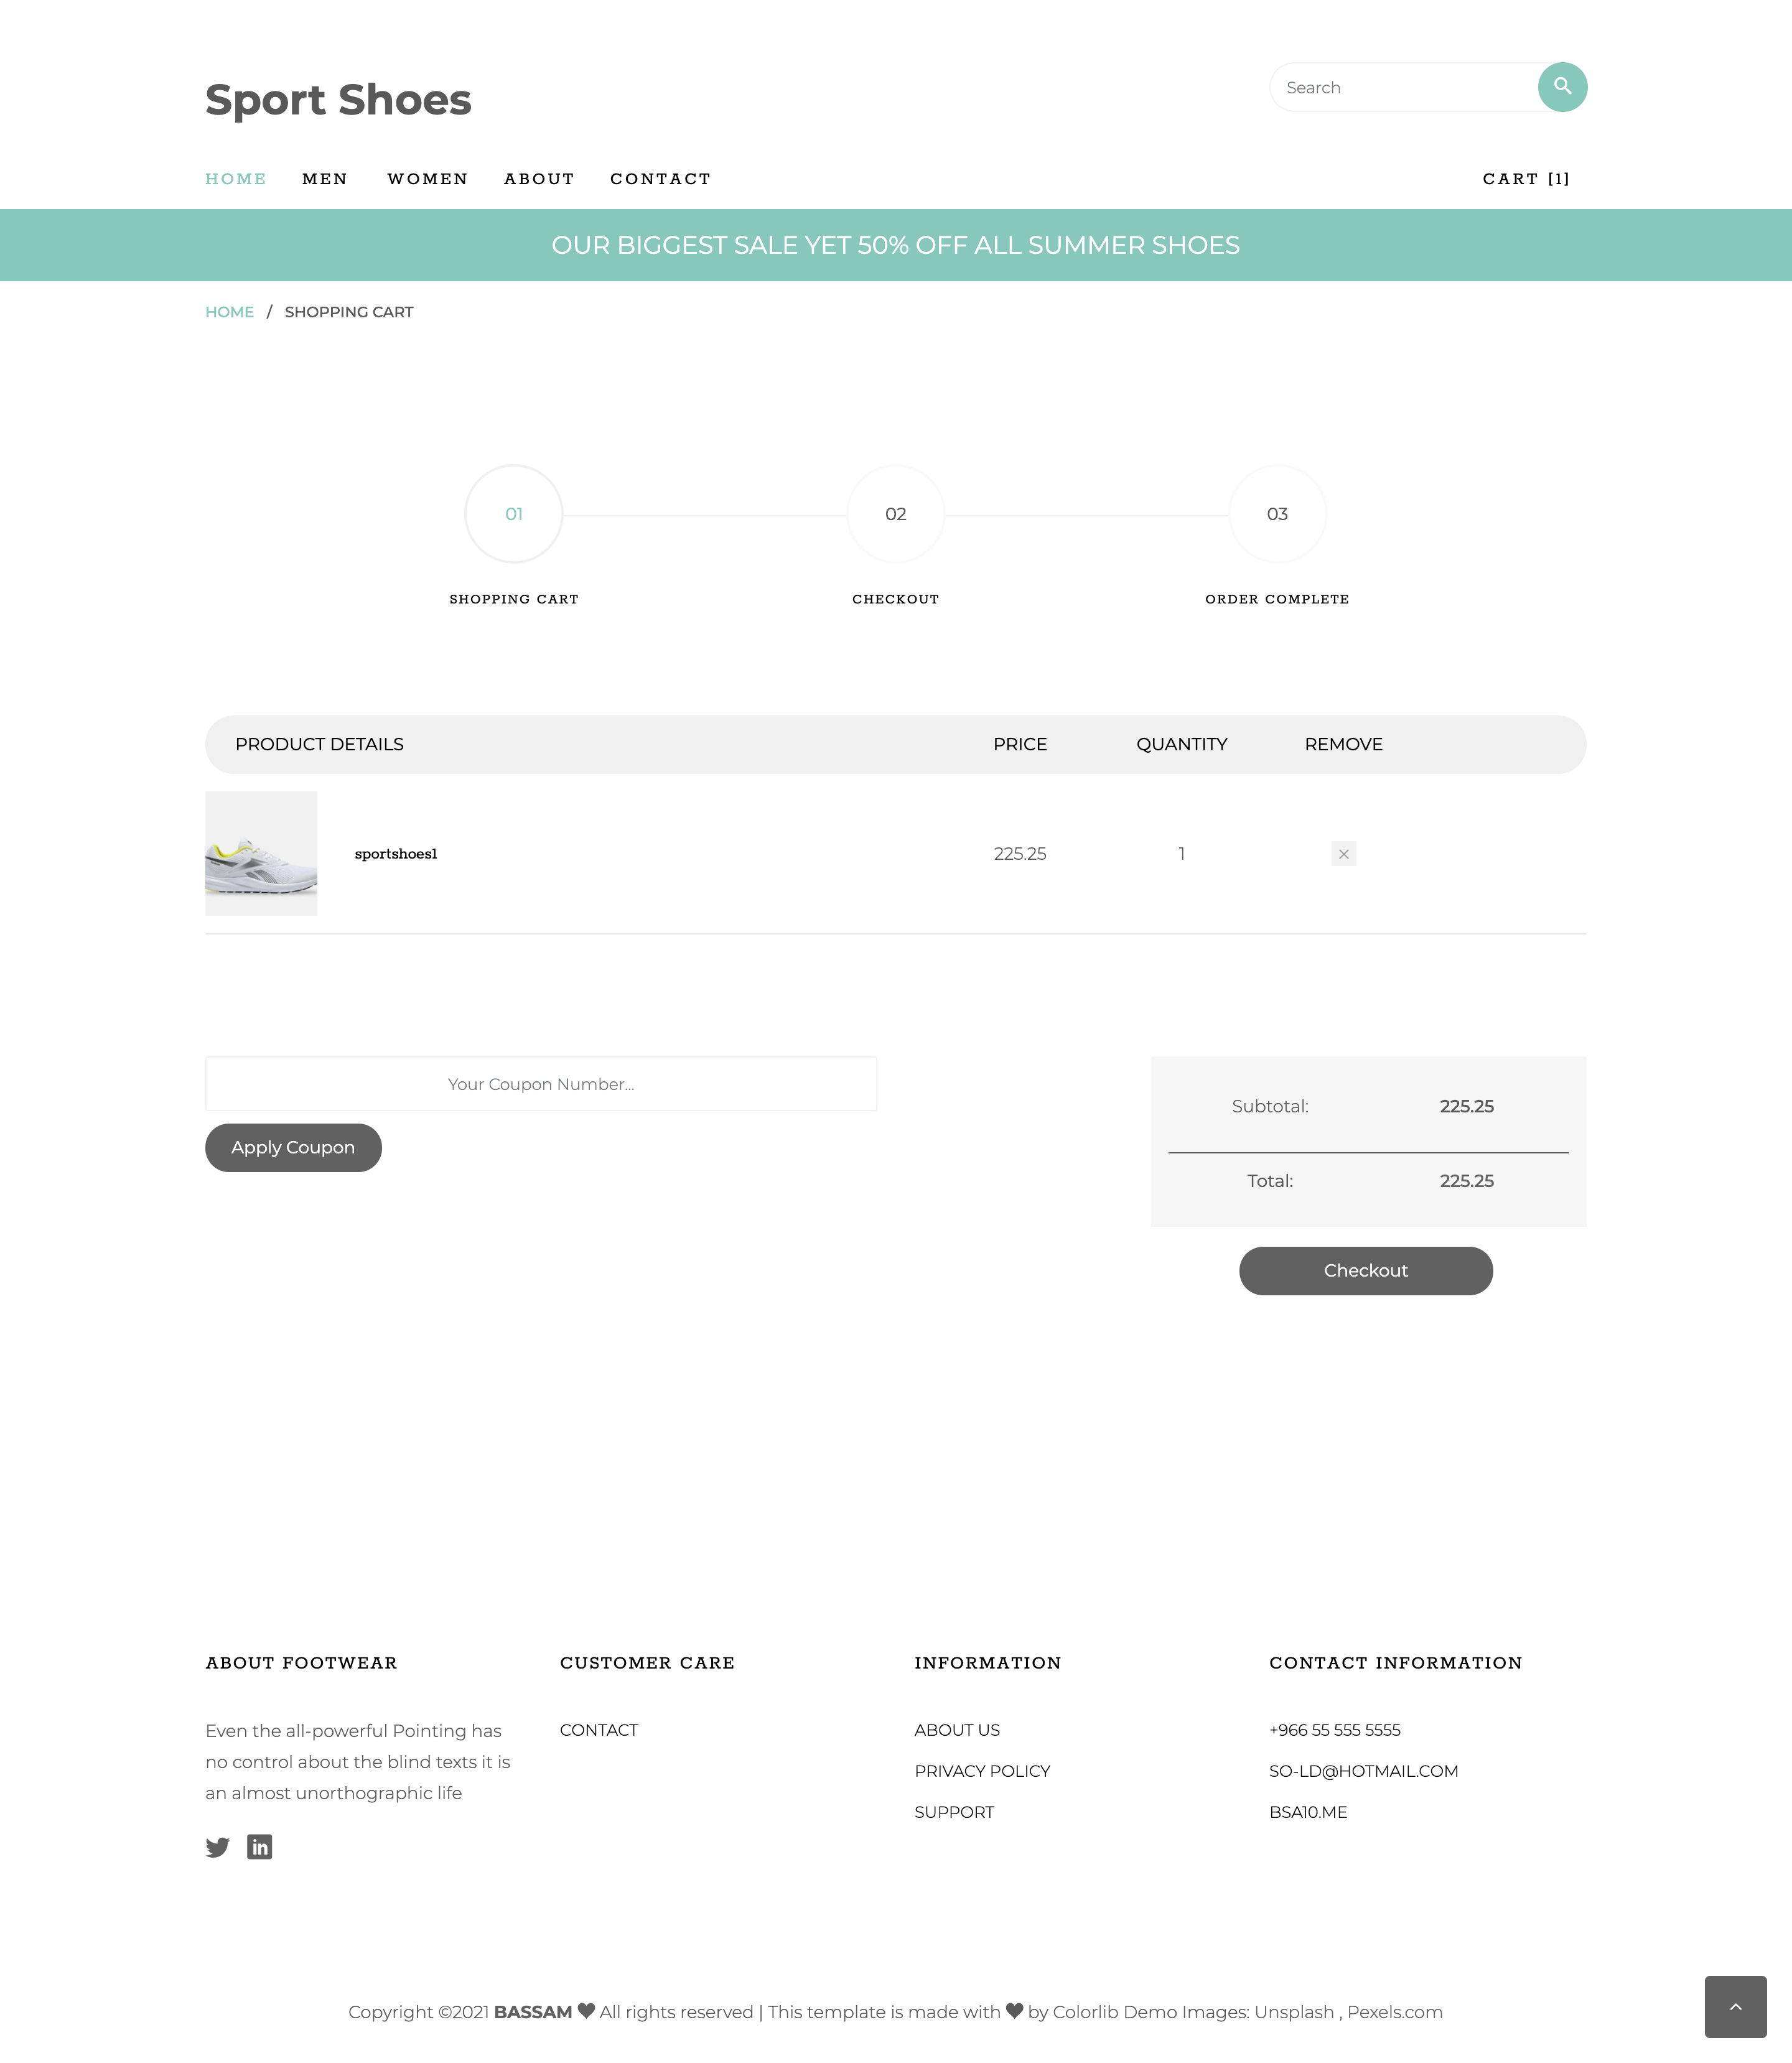 Sport Shoes
Search
HOME MEN WOMEN ABOUT CONTACT CART [1]
OUR BIGGEST SALE YET 50% OFF ALL SUMMER SHOES
HOME / SHOPPING CART
01 02 03
SHOPPING CART CHECKOUT ORDER COMPLETE
PRODUCT DETAILS PRICE QUANTITY REMOVE
sportshoes1 225.25 1
Your Coupon Number...
Apply Coupon
Subtotal: 225.25
Total: 225.25
Checkout
ABOUT FOOTWEAR
Even the all-powerful Pointing has
no control about the blind texts it is
an almost unorthographic life
CUSTOMER CARE
CONTACT
INFORMATION
ABOUT US
PRIVACY POLICY
SUPPORT
CONTACT INFORMATION
+966 55 555 5555
SO-LD@HOTMAIL.COM
BSA10.ME
Copyright ©2021 BASSAM ♥ All rights reserved | This template is made with ♥ by Colorlib Demo Images: Unsplash , Pexels.com